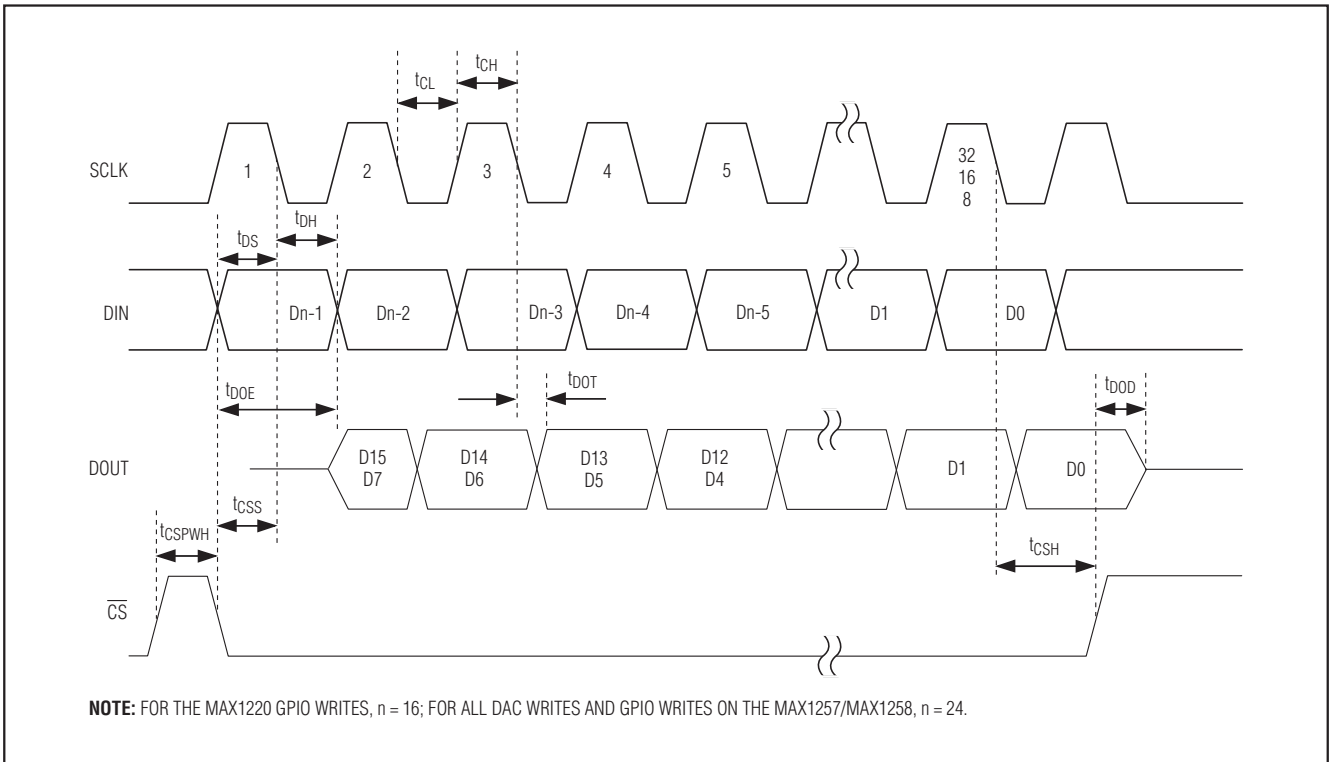 tCL
tCH
SCLK
1
2
3
4
5
32
16
8
tDS
tDH
DIN
Dn-1
Dn-2
Dn-3
Dn-4
Dn-5
D1
D0
tDOE
tDOT
tDOD
DOUT
D15
D7
D14
D6
D13
D5
D12
D4
D1
D0
tCSPWH
tCSS
tCSH
CS
NOTE: FOR THE MAX1220 GPIO WRITES, n = 16; FOR ALL DAC WRITES AND GPIO WRITES ON THE MAX1257/MAX1258, n = 24.